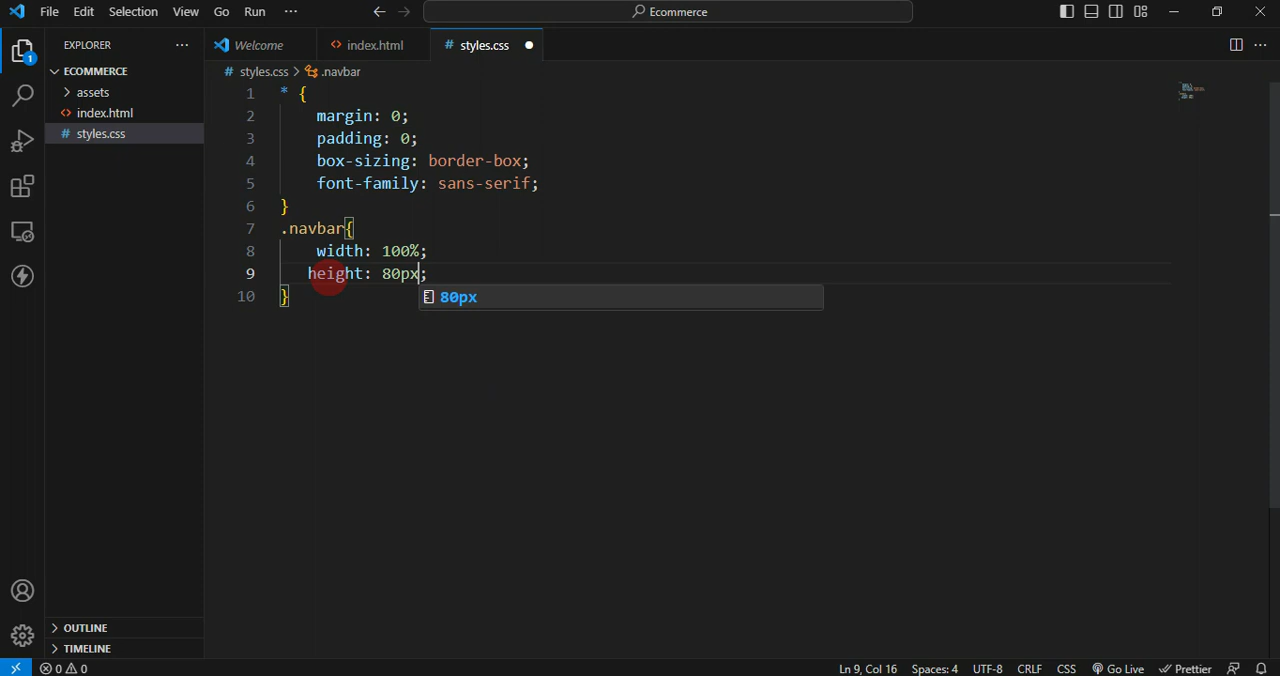 File Edit Selection View Go Run ··· Ecommerce
EXPLORER ··· Welcome <> index.html # styles.css
ECOMMERCE
assets
<> index.html
# styles.css
1
# styles.css > .navbar
1 * {
2 margin: 0;
3 padding: 0;
4 box-sizing: border-box;
5 font-family: sans-serif;
6 }
7 .navbar{
8 width: 100%;
9 height: 80px;
10 }
80px
OUTLINE
TIMELINE
0 0 Ln 9, Col 16 Spaces: 4 UTF-8 CRLF CSS Go Live Prettier